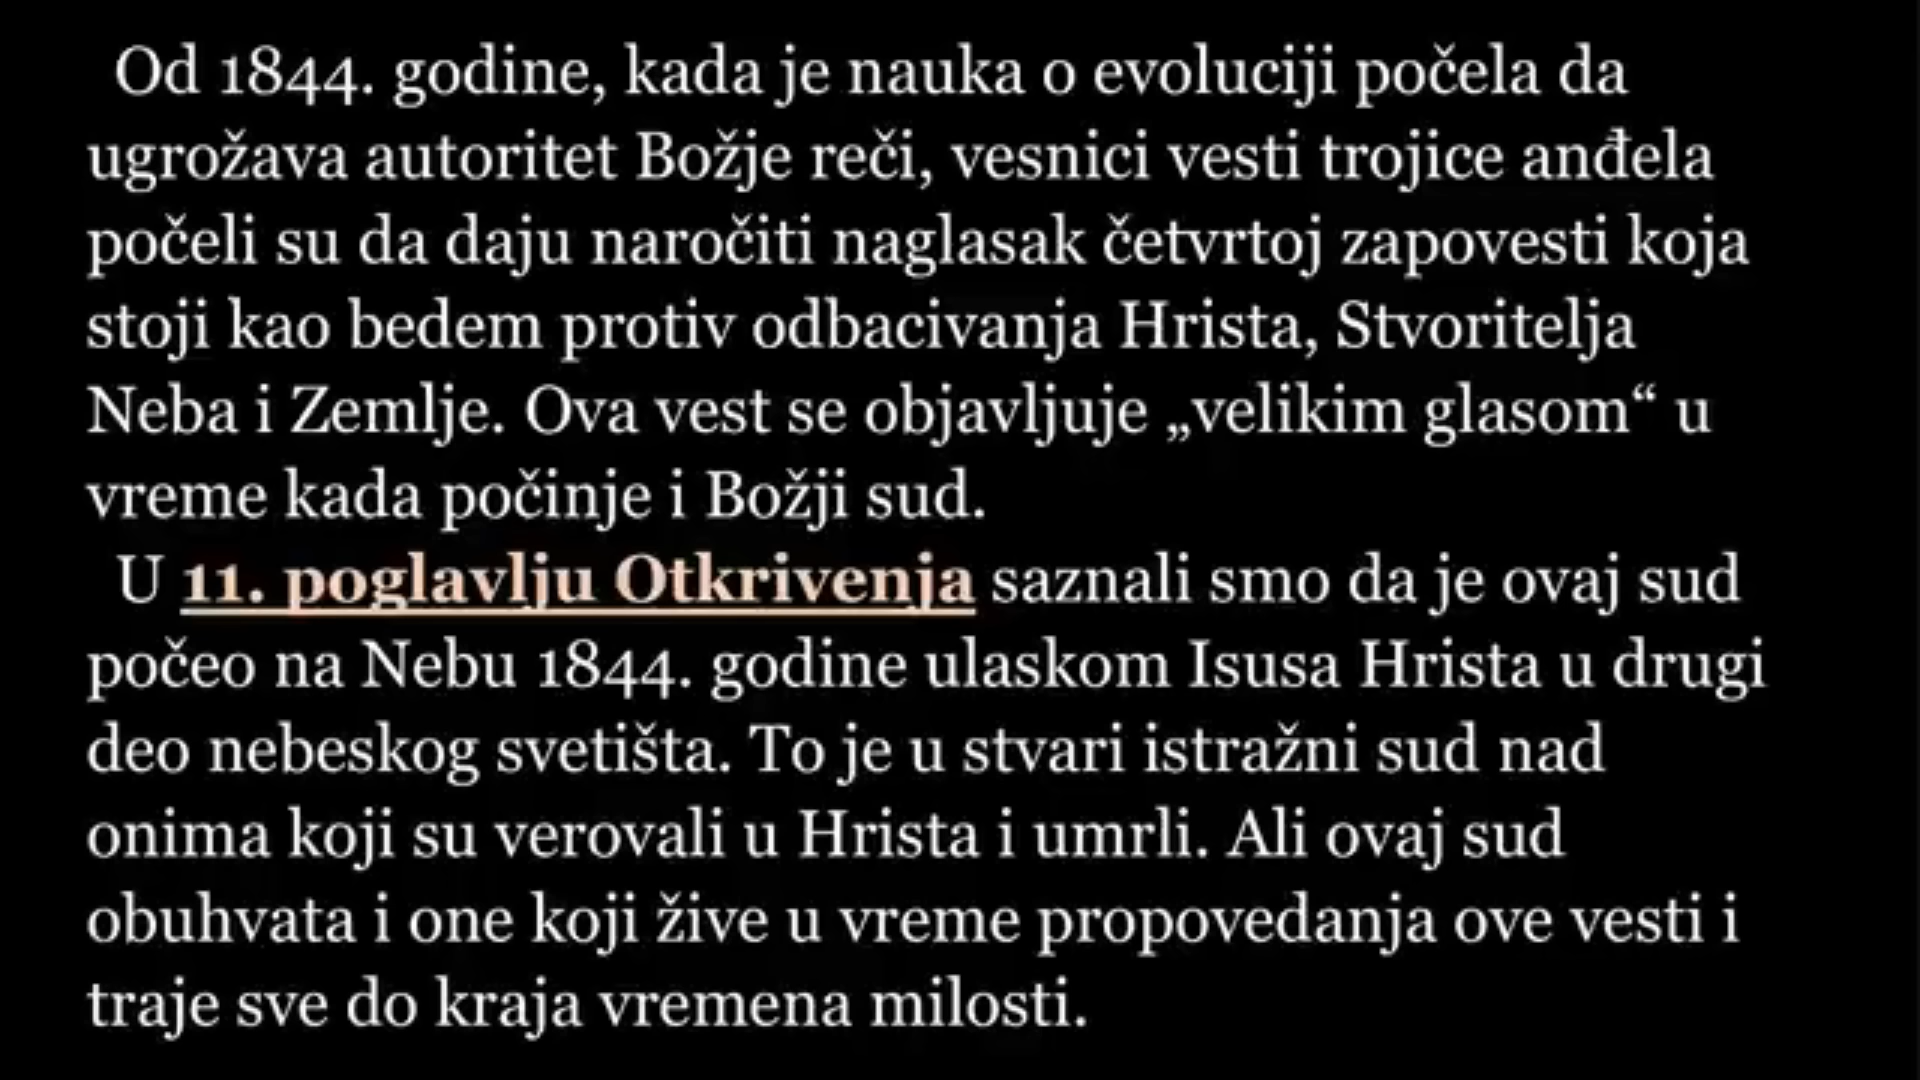 Od 1844. godine, kada je nauka o evoluciji počela da
ugrožava autoritet Božje reči, vesnici vesti trojice anđela
počeli su da daju naročiti naglasak četvrtoj zapovesti koja
stoji kao bedem protiv odbacivanja Hrista, Stvoritelja
Neba i Zemlje. Ova vest se objavljuje „velikim glasom“ u
vreme kada počinje i Božji sud.
U 11. poglavlju Otkrivenja saznali smo da je ovaj sud
počeo na Nebu 1844. godine ulaskom Isusa Hrista u drugi
deo nebeskog svetišta. To je u stvari istražni sud nad
onima koji su verovali u Hrista i umrli. Ali ovaj sud
obuhvata i one koji žive u vreme propovedanja ove vesti i
traje sve do kraja vremena milosti.